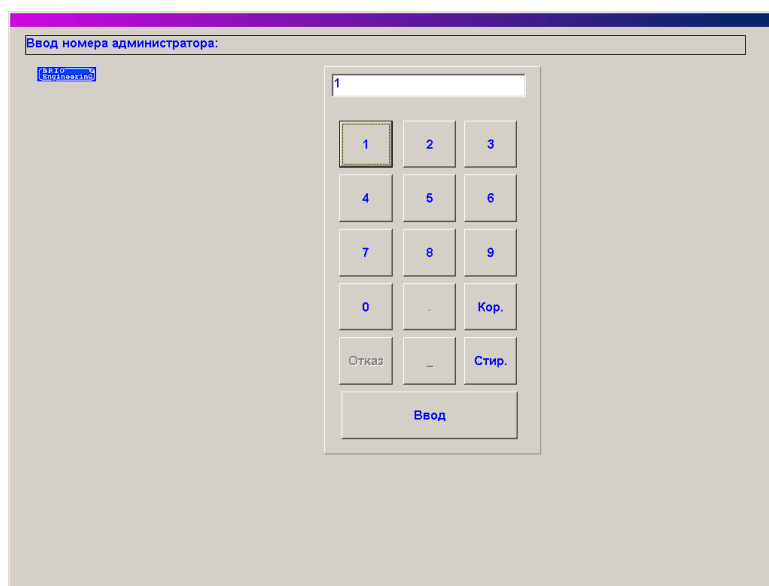 Ввод номера администратора:
BRIO
Engineering
1
1 2 3
4 5 6
7 8 9
0 . Кор.
Отказ _ Стир.
Ввод